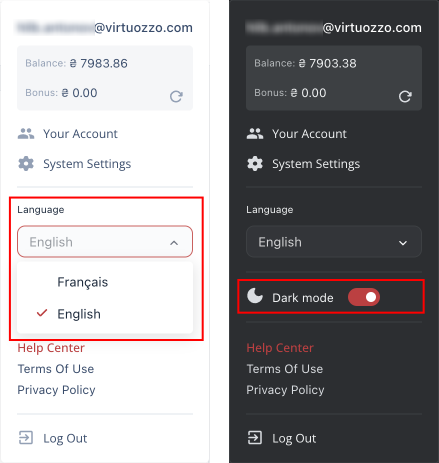 @virtuozzo.com
Balance: ₴ 7983.86
Bonus: ₴ 0.00
Your Account
System Settings
Language
English
Français
English
Help Center
Terms Of Use
Privacy Policy
Log Out
@virtuozzo.com
Balance: ₴ 7903.38
Bonus: ₴ 0.00
Your Account
System Settings
Language
English
Dark mode
Help Center
Terms Of Use
Privacy Policy
Log Out